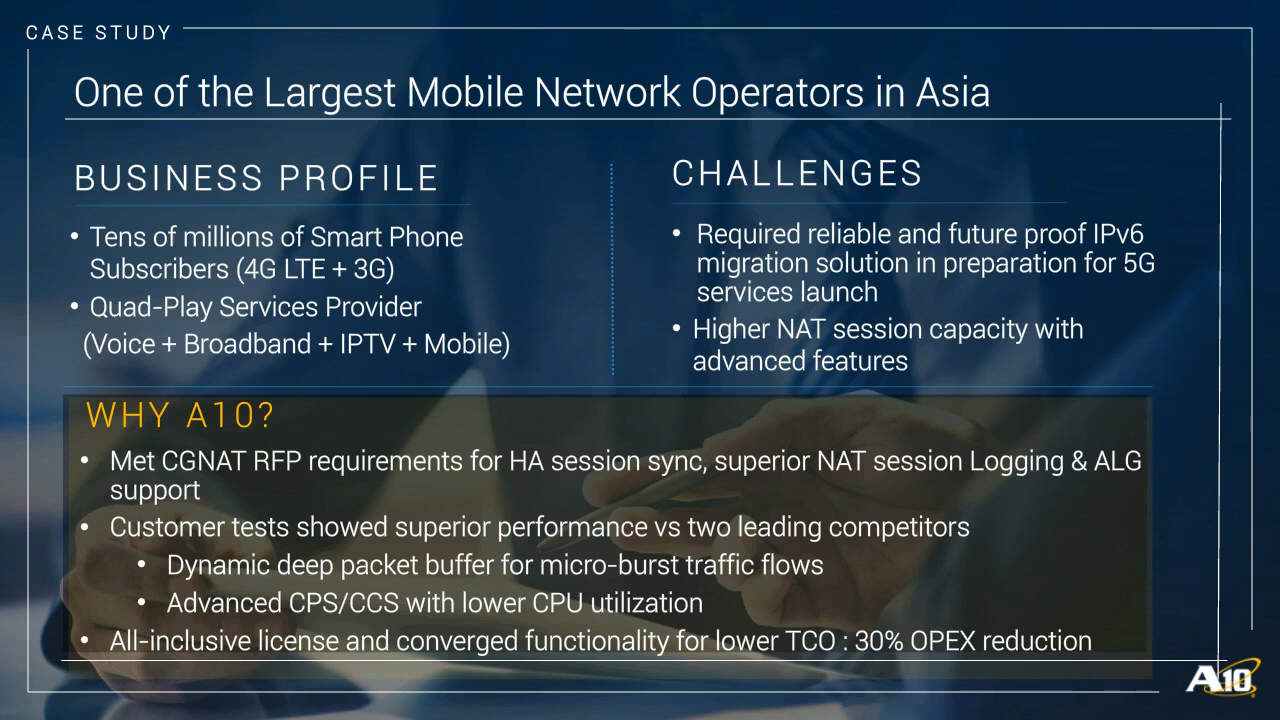 CASE STUDY
One of the Largest Mobile Network Operators in Asia
BUSINESS PROFILE
• Tens of millions of Smart Phone
Subscribers (4G LTE + 3G)
• Quad-Play Services Provider
(Voice + Broadband + IPTV + Mobile)
CHALLENGES
• Required reliable and future proof IPv6
migration solution in preparation for 5G
services launch
• Higher NAT session capacity with
advanced features
WHY A10?
• Met CGNAT RFP requirements for HA session sync, superior NAT session Logging & ALG
support
• Customer tests showed superior performance vs two leading competitors
• Dynamic deep packet buffer for micro-burst traffic flows
• Advanced CPS/CCS with lower CPU utilization
• All-inclusive license and converged functionality for lower TCO : 30% OPEX reduction
A10